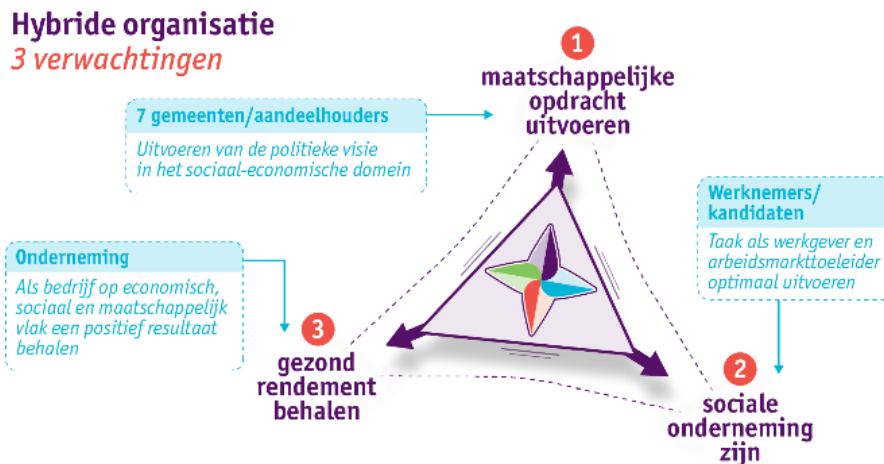 Hybride organisatie
3 verwachtingen
1
maatschappelijke
opdracht
uitvoeren
7 gemeenten/aandeelhouders
Uitvoeren van de politieke visie
in het sociaal-economische domein
Werknemers/
kandidaten
Taak als werkgever en
arbeidsmarkttoeleider
optimaal uitvoeren
Onderneming
Als bedrijf op economisch,
sociaal en maatschappelijk
vlak een positief resultaat
behalen
3
gezond
rendement
behalen
2
sociale
onderneming
zijn